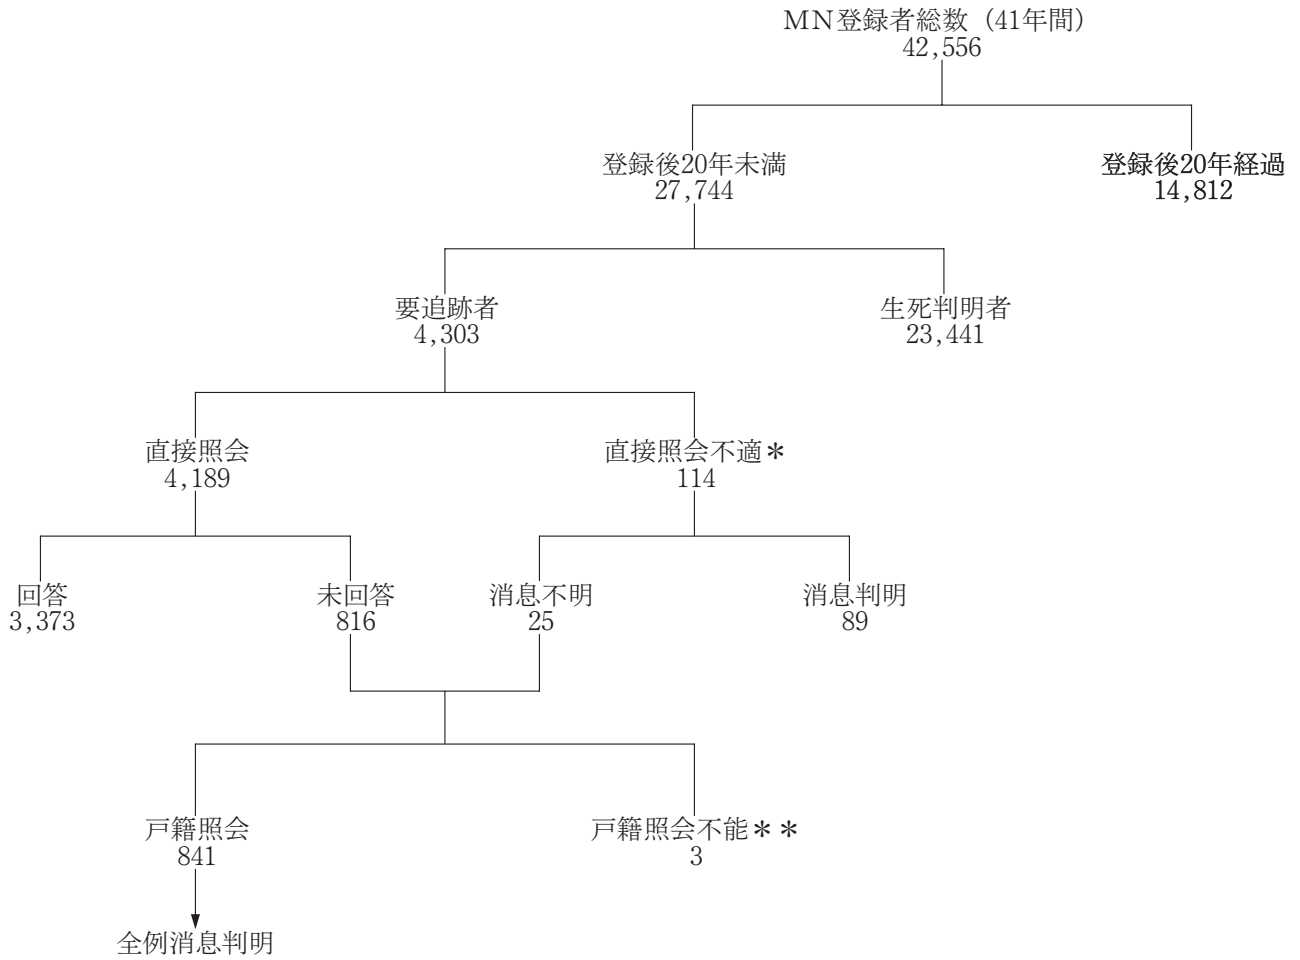 MN登録者総数（41年間）
42,556
登録後20年未満
27,744
登録後20年経過
14,812
要追跡者
4,303
生死判明者
23,441
直接照会
4,189
直接照会不適＊
114
回答
3,373
未回答
816
消息不明
25
消息判明
89
戸籍照会
841
戸籍照会不能＊＊
3
全例消息判明